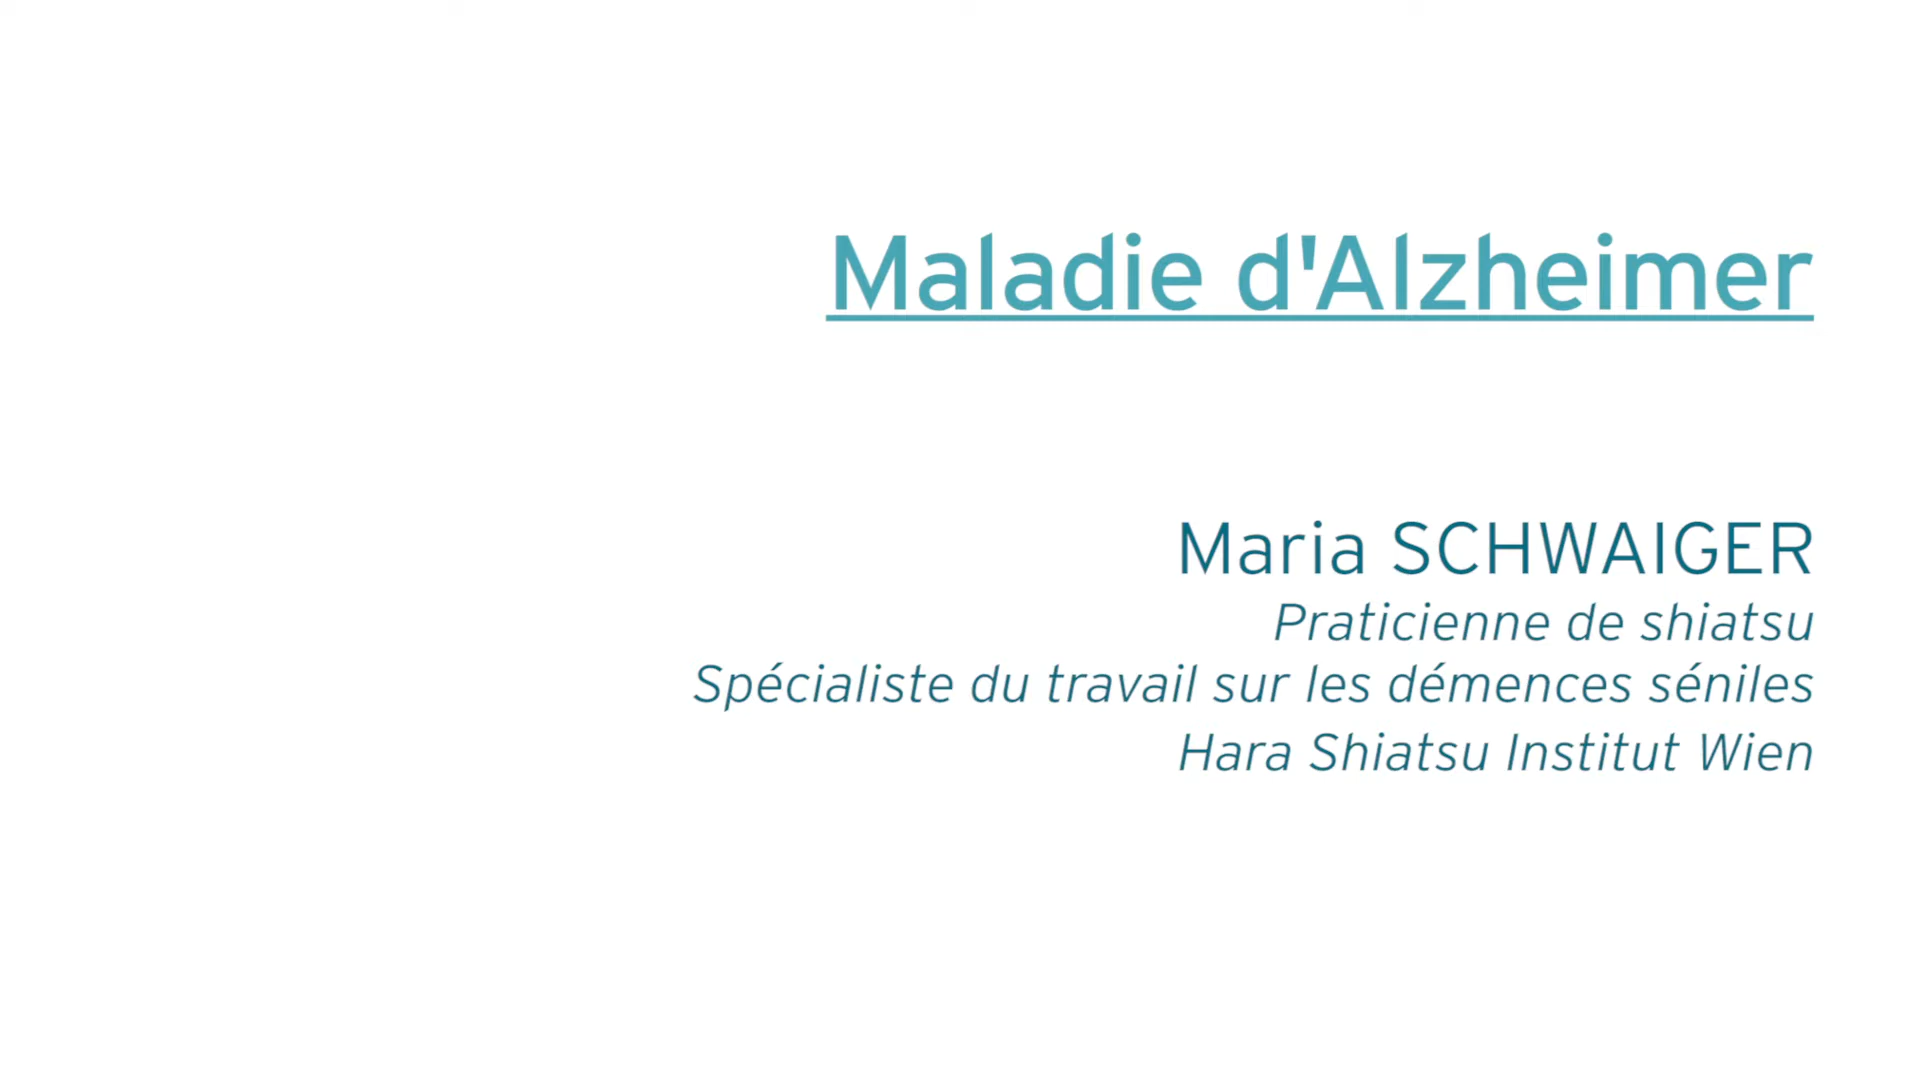 Maladie d'Alzheimer
Maria SCHWAIGER
Praticienne de shiatsu
Spécialiste du travail sur les démences séniles
Hara Shiatsu Institut Wien